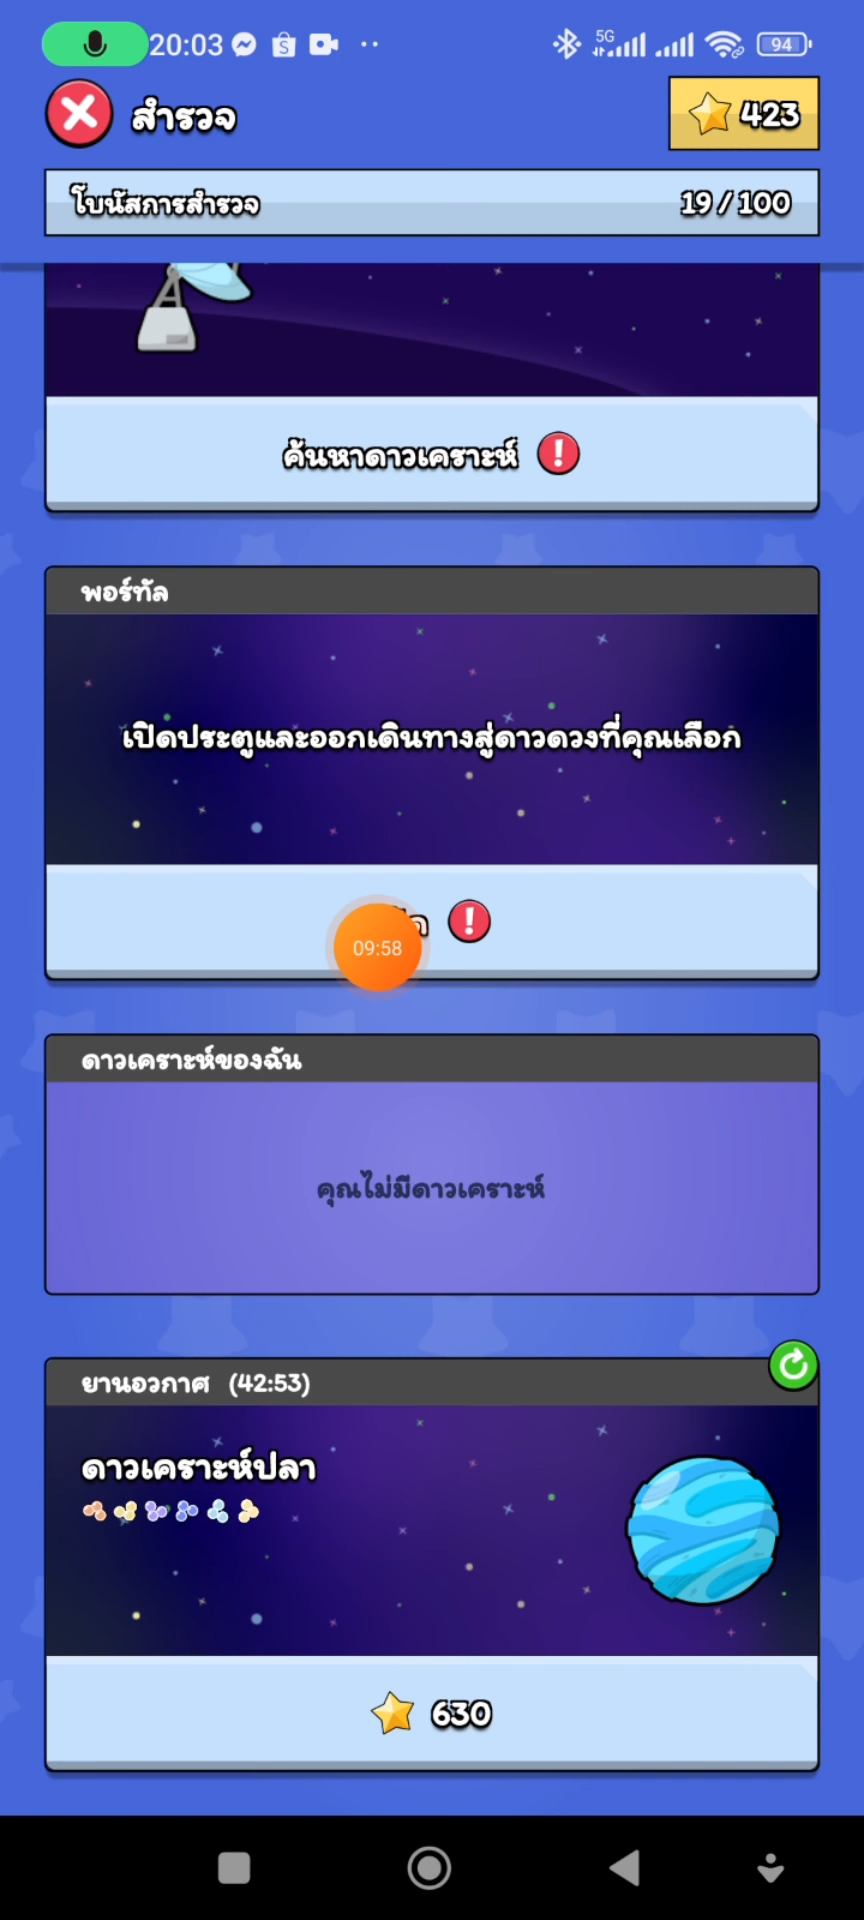 20:03
5G
94
สำรวจ
423
โบนัสการสำรวจ
19 / 100
ค้นหาดาวเคราะห์
พอร์ทัล
เปิดประตูและออกเดินทางสู่ดาวดวงที่คุณเลือก
09:58
ดาวเคราะห์ของฉัน
คุณไม่มีดาวเคราะห์
ยานอวกาศ (42:53)
ดาวเคราะห์ปลา
630